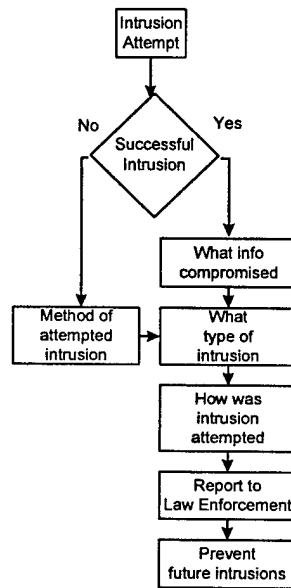 Intrusion
Attempt
No
Yes
Successful
Intrusion
What info
compromised
Method of
attempted
intrusion
What
type of
intrusion
How was
intrusion
attempted
Report to
Law Enforcement
Prevent
future intrusions